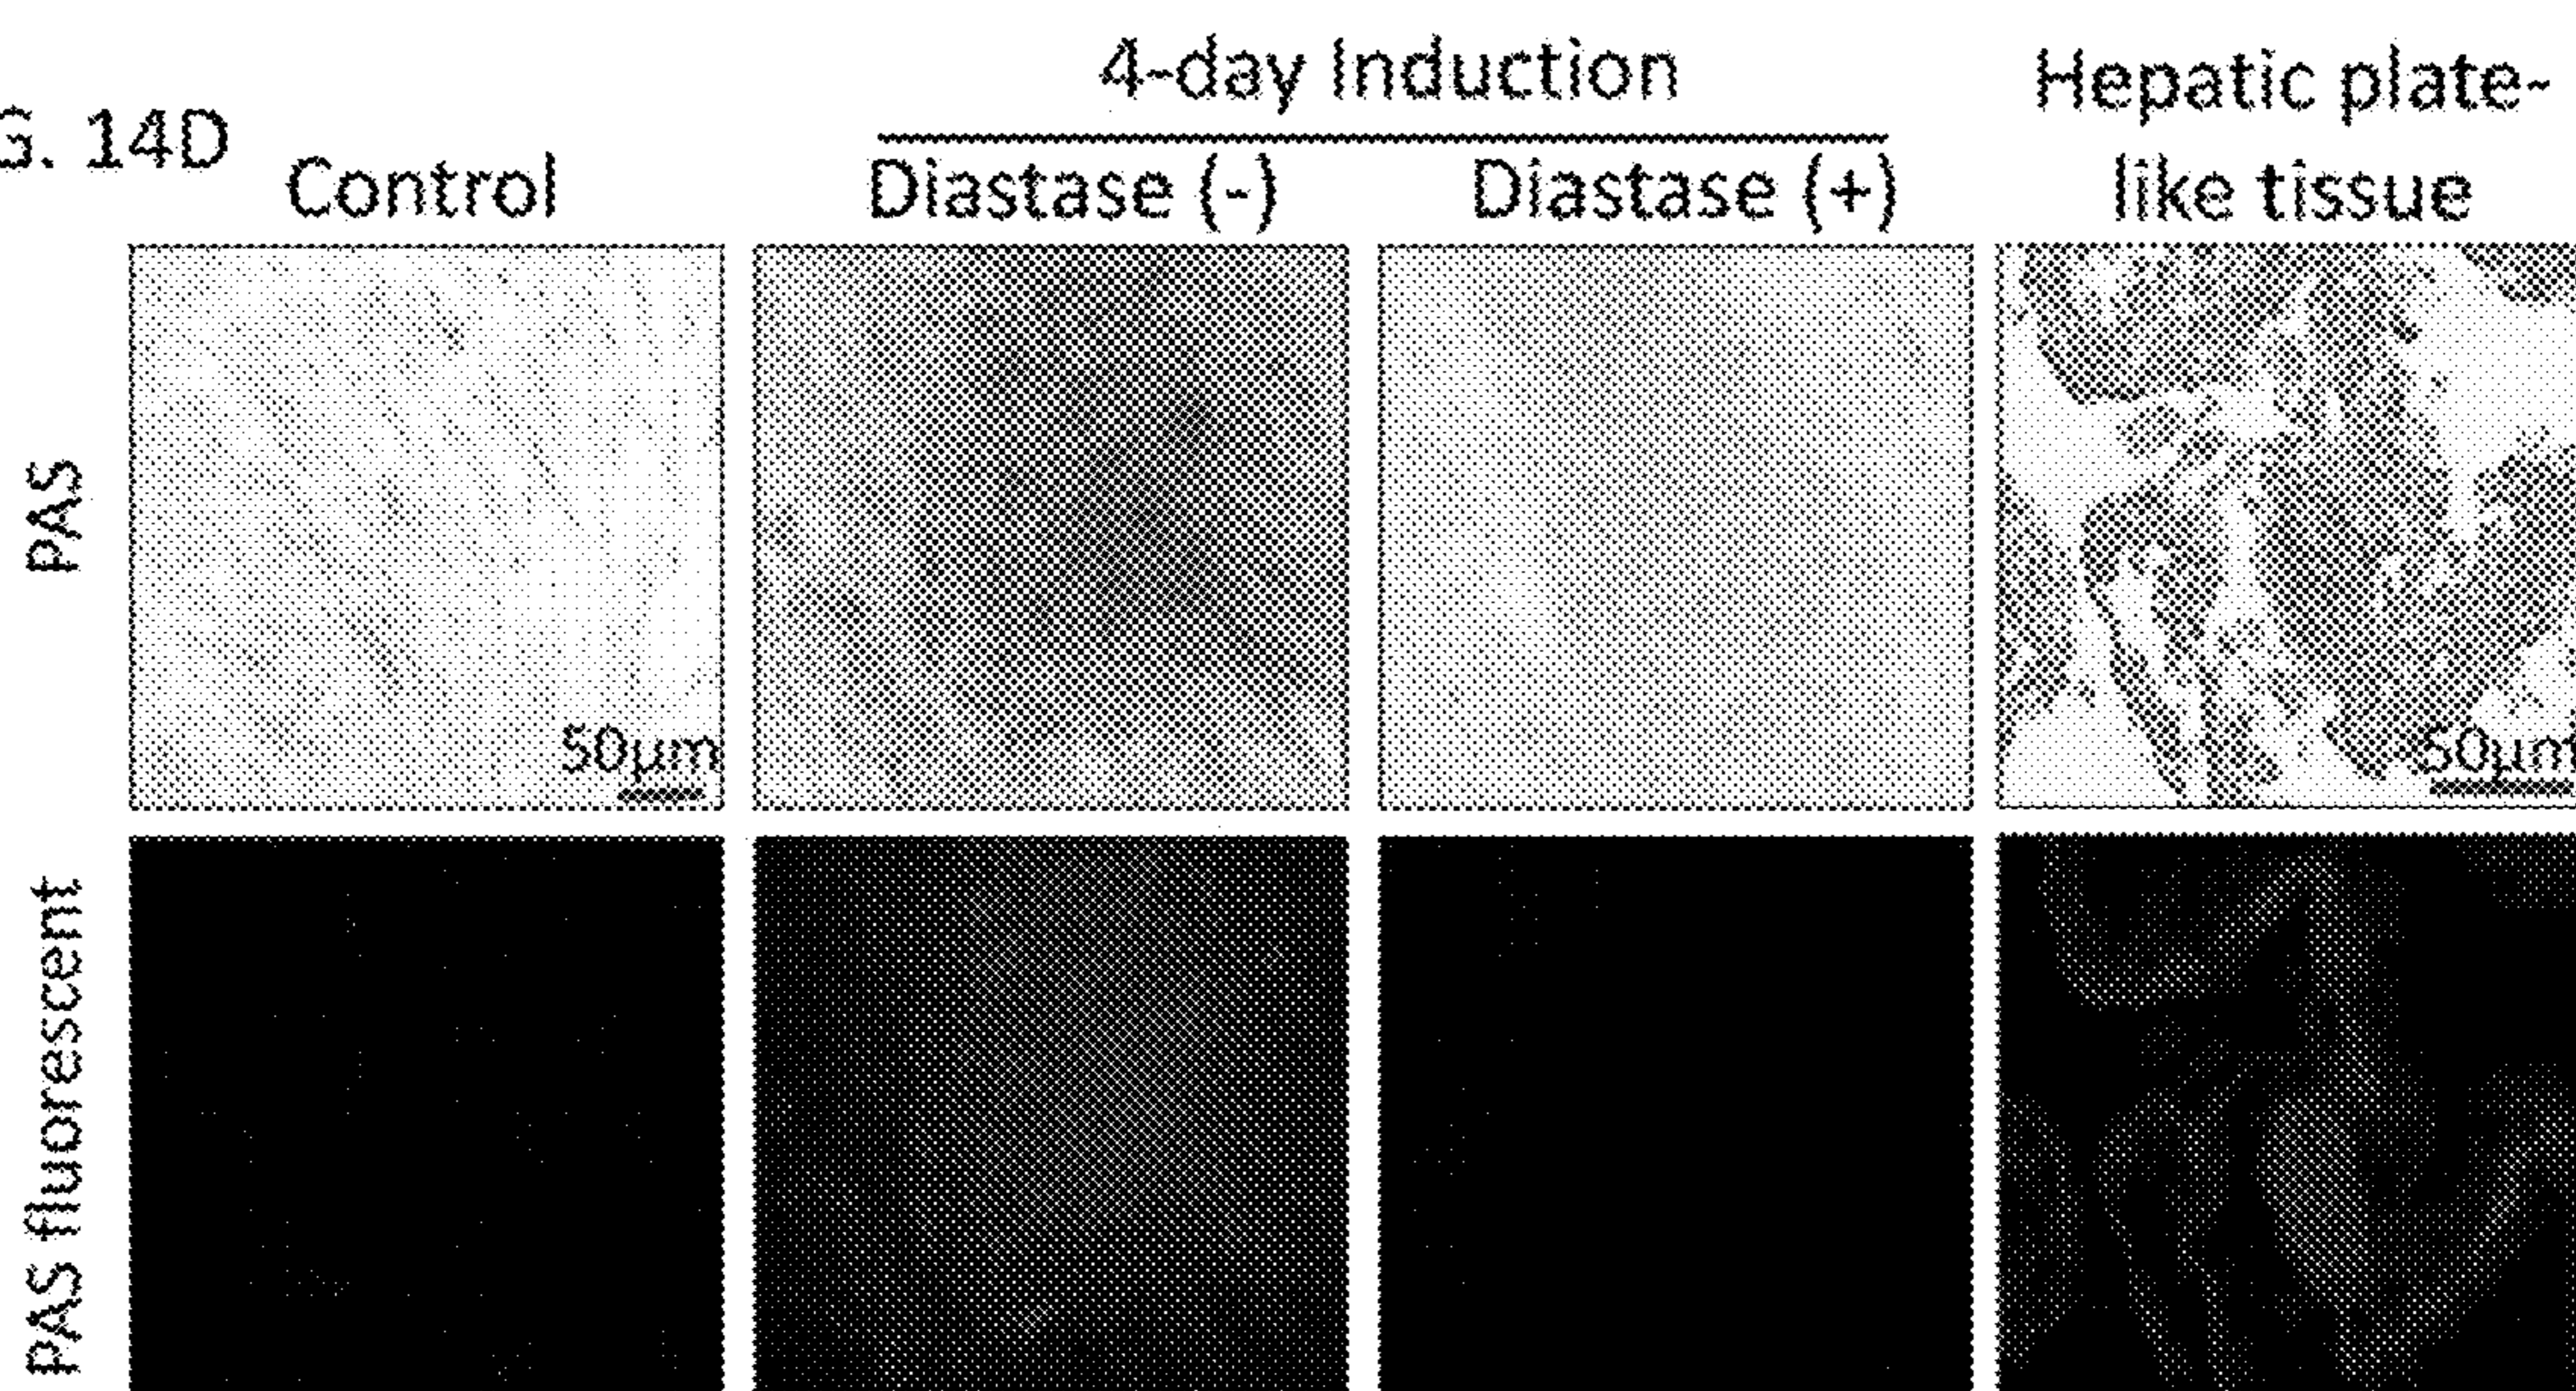 G. 14D
4-day Induction
Hepatic plate-
like tissue
Control
Diastase (-)
Diastase (+)
PAS
50µm
50µm
PAS fluorescent